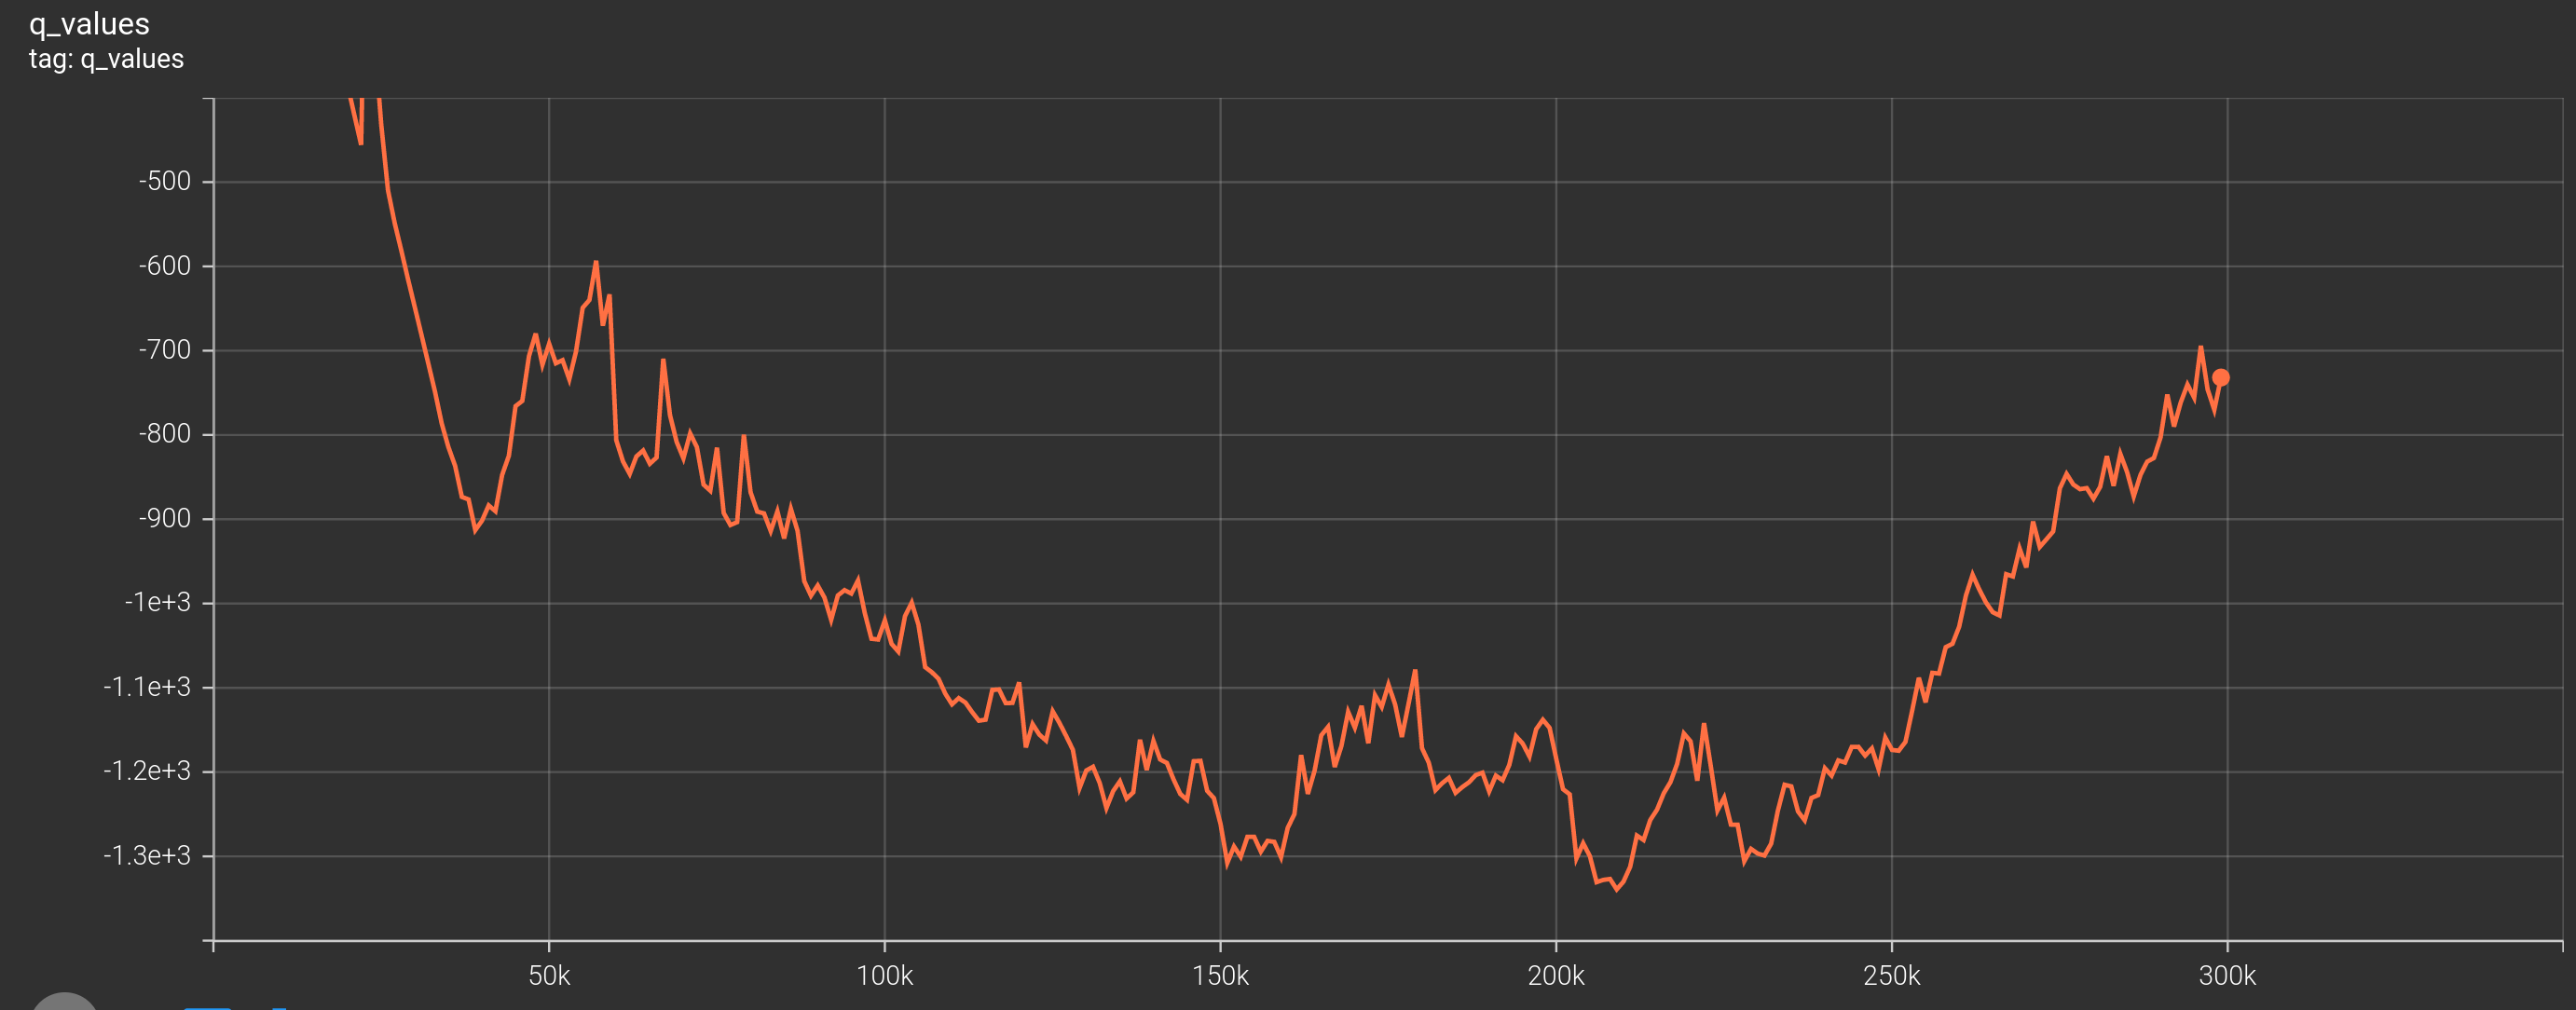 q_values
tag: q_values
-500
-600
-700
-800
-900
-1e+3
-1.1e+3
-1.2e+3
-1.3e+3
50k 100k 150k 200k 250k 300k